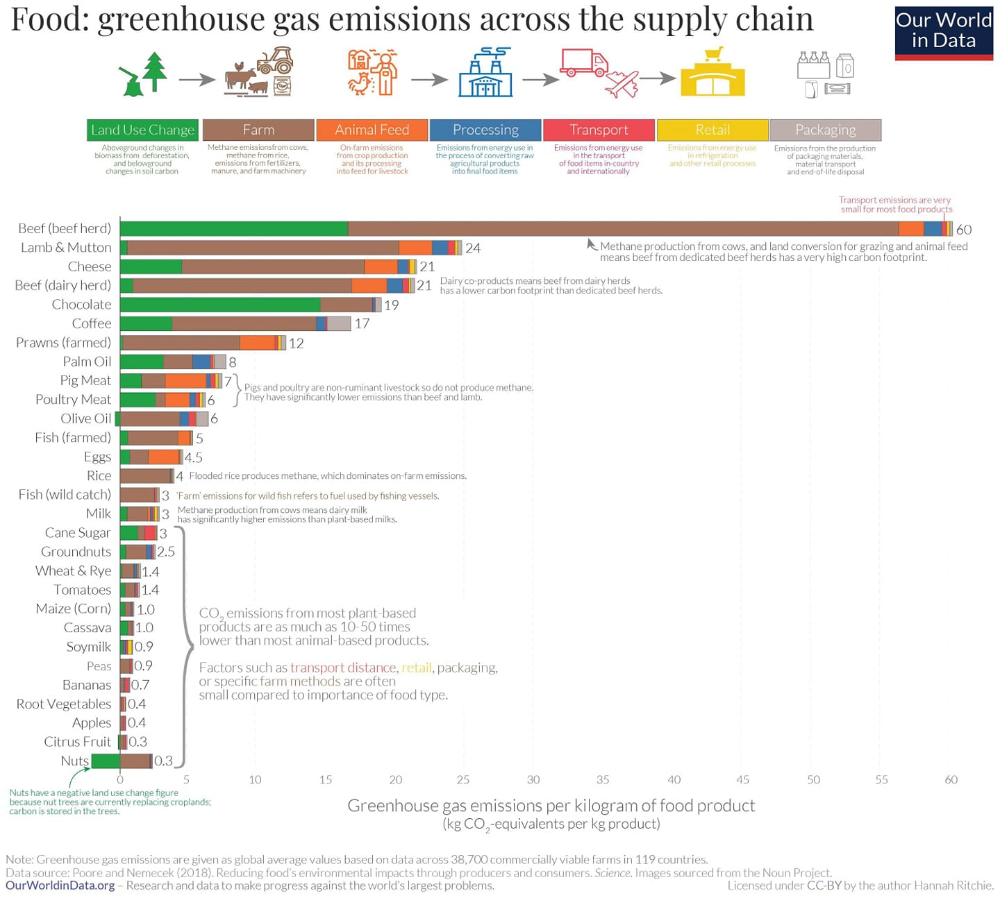 Food: greenhouse gas emissions across the supply chain
Our World
in Data
Land Use Change
Aboveground changes in
biomass from deforestation,
and belowground
changes in soil carbon
Farm
Methane emissionsfrom cows,
methane from rice,
emissions from fertilizers,
manure, and farm machinery
Animal Feed
On-farm emissions
from crop production
and its processing
into feed for livestock
Processing
Emissions from energy use in
the process of converting raw
agricultural products
into final food items
Transport
Emissions from energy use
in the transport
of food items in-country
and internationally
Retail
Emissions from energy use
in refrigeration
and other retail processes
Packaging
Emissions from the production
of packaging materials,
material transport
and end-of-life disposal
Transport emissions are very
small for most food products
Beef (beef herd) 60
Methane production from cows, and land conversion for grazing and animal feed
means beef from dedicated beef herds has a very high carbon footprint.
Lamb & Mutton 24
Cheese 21
Beef (dairy herd) 21
Dairy co-products means beef from dairy herds
has a lower carbon footprint than dedicated beef herds.
Chocolate 19
Coffee 17
Prawns (farmed) 12
Palm Oil 8
Pig Meat 7
Pigs and poultry are non-ruminant livestock so do not produce methane.
They have significantly lower emissions than beef and lamb.
Poultry Meat 6
Olive Oil 6
Fish (farmed) 5
Eggs 4.5
Rice 4 Flooded rice produces methane, which dominates on-farm emissions.
Fish (wild catch) 3 'Farm' emissions for wild fish refers to fuel used by fishing vessels.
Milk 3
Methane production from cows means dairy milk
has significantly higher emissions than plant-based milks.
Cane Sugar 3
Groundnuts 2.5
Wheat & Rye 1.4
Tomatoes 1.4
Maize (Corn) 1.0
Cassava 1.0
Soymilk 0.9
Peas 0.9
Bananas 0.7
Root Vegetables 0.4
Apples 0.4
Citrus Fruit 0.3
Nuts 0.3
CO2 emissions from most plant-based
products are as much as 10-50 times
lower than most animal-based products.
Factors such as transport distance, retail, packaging,
or specific farm methods are often
small compared to importance of food type.
0 5 10 15 20 25 30 35 40 45 50 55 60
Nuts have a negative land use change figure
because nut trees are currently replacing croplands;
carbon is stored in the trees.
Greenhouse gas emissions per kilogram of food product
(kg CO2-equivalents per kg product)
Note: Greenhouse gas emissions are given as global average values based on data across 38,700 commercially viable farms in 119 countries.
Data source: Poore and Nemecek (2018). Reducing food's environmental impacts through producers and consumers. Science. Images sourced from the Noun Project.
OurWorldinData.org – Research and data to make progress against the world's largest problems.
Licensed under CC-BY by the author Hannah Ritchie.